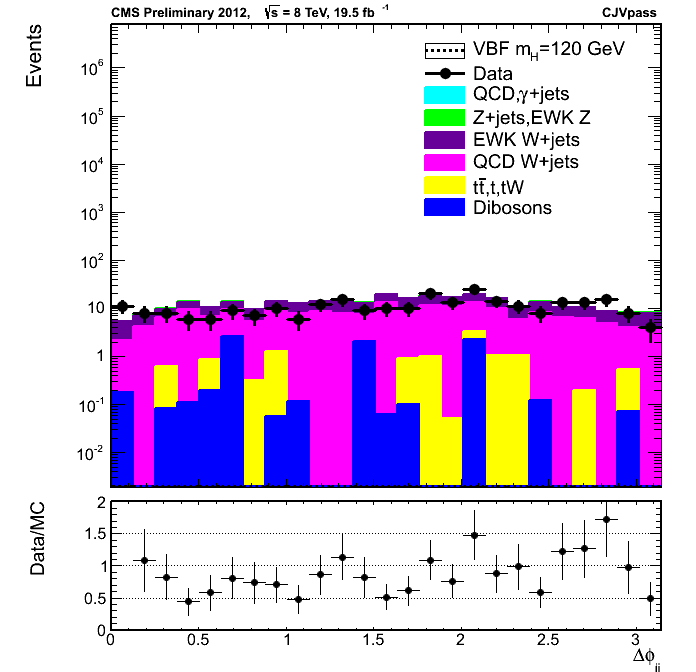 CMS Preliminary 2012, √s = 8 TeV, 19.5 fb⁻¹ CJVpass
Events
VBF m_H=120 GeV
Data
QCD,γ+jets
Z+jets,EWK Z
EWK W+jets
QCD W+jets
tt̄,t,tW
Dibosons
10⁶
10⁵
10⁴
10³
10²
10
1
10⁻¹
10⁻²
Data/MC
2
1.5
1
0.5
0
0 0.5 1 1.5 2 2.5 3
Δϕ_jj